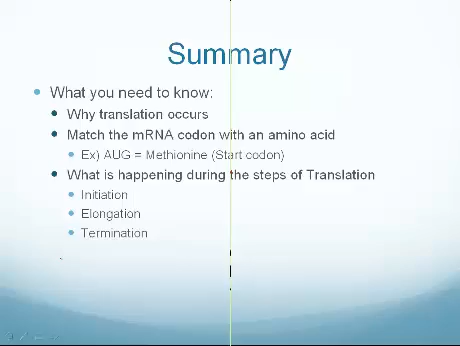 Summary
What you need to know:
Why translation occurs
Match the mRNA codon with an amino acid
Ex) AUG = Methionine (Start codon)
What is happening during the steps of Translation
Initiation
Elongation
Termination